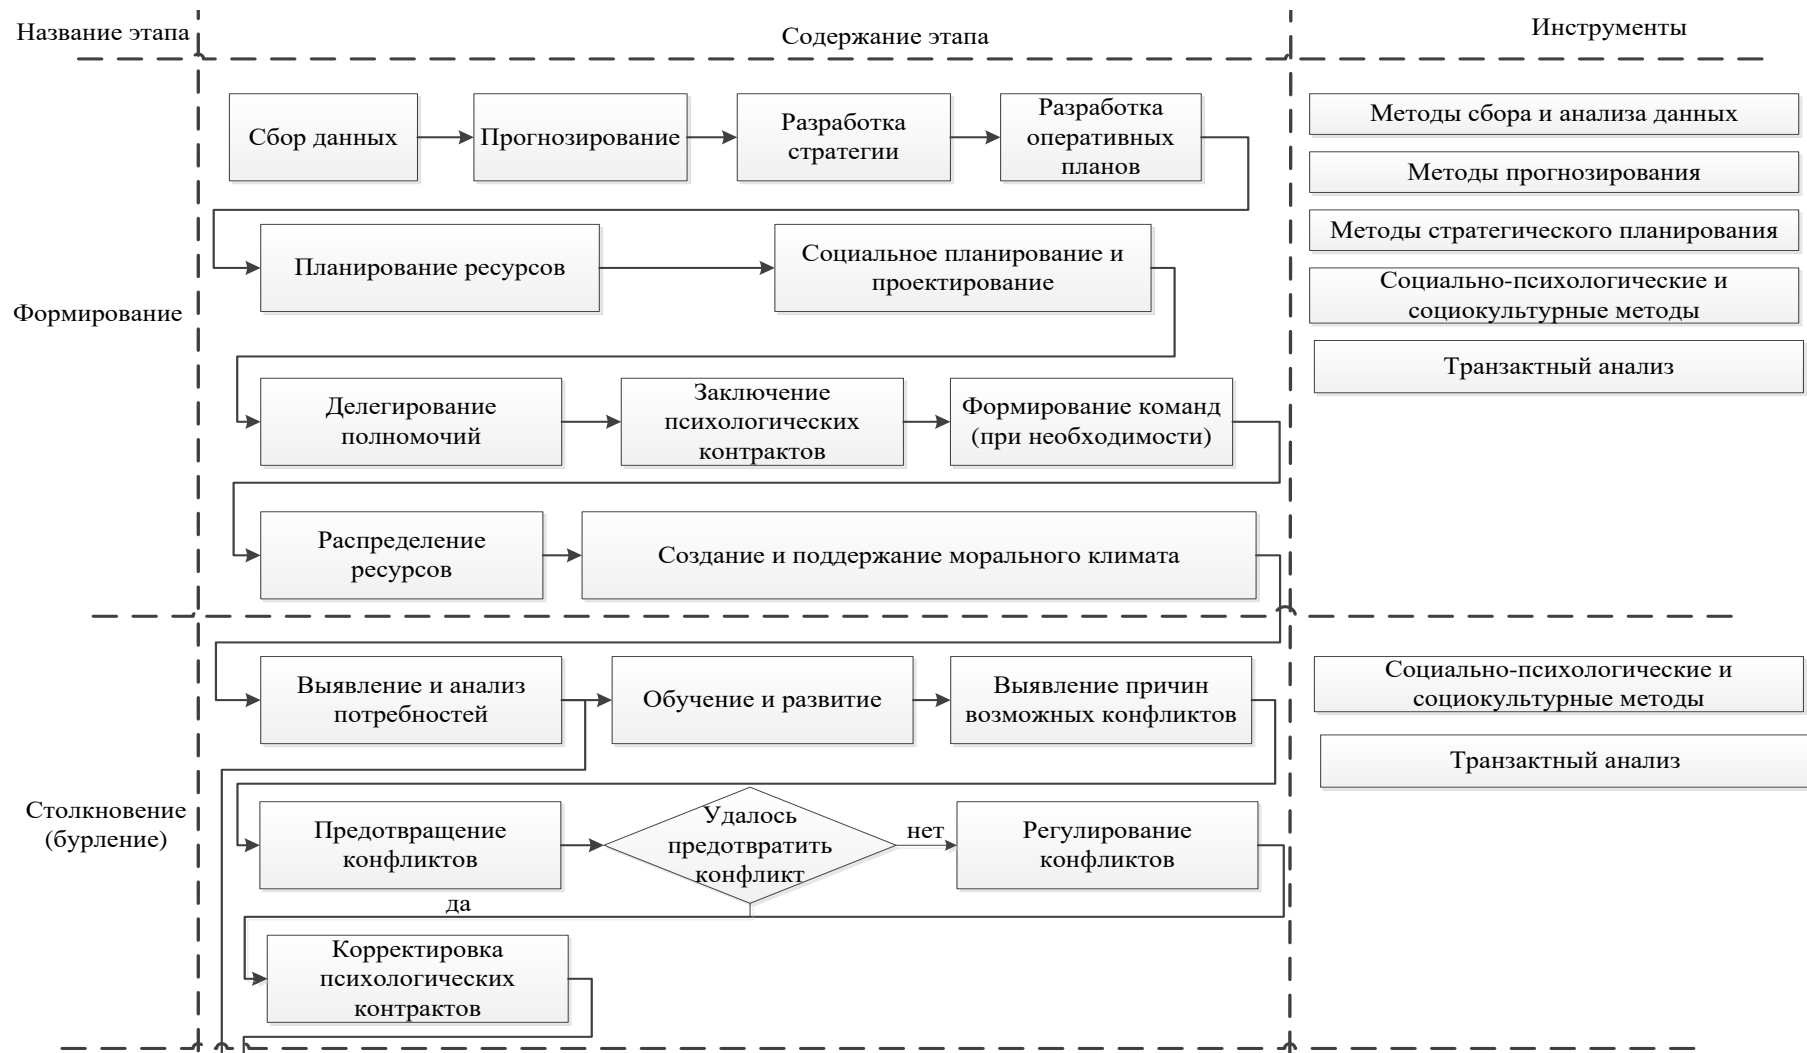 Название этапа
Содержание этапа
Инструменты
Формирование
Сбор данных
Прогнозирование
Разработка
стратегии
Разработка
оперативных
планов
Планирование ресурсов
Социальное планирование и
проектирование
Делегирование
полномочий
Заключение
психологических
контрактов
Формирование команд
(при необходимости)
Распределение
ресурсов
Создание и поддержание морального климата
Методы сбора и анализа данных
Методы прогнозирования
Методы стратегического планирования
Социально-психологические и
социокультурные методы
Транзактный анализ
Столкновение
(бурление)
Выявление и анализ
потребностей
Обучение и развитие
Выявление причин
возможных конфликтов
Предотвращение
конфликтов
Удалось
предотвратить
конфликт
нет
Регулирование
конфликтов
да
Корректировка
психологических
контрактов
Социально-психологические и
социокультурные методы
Транзактный анализ